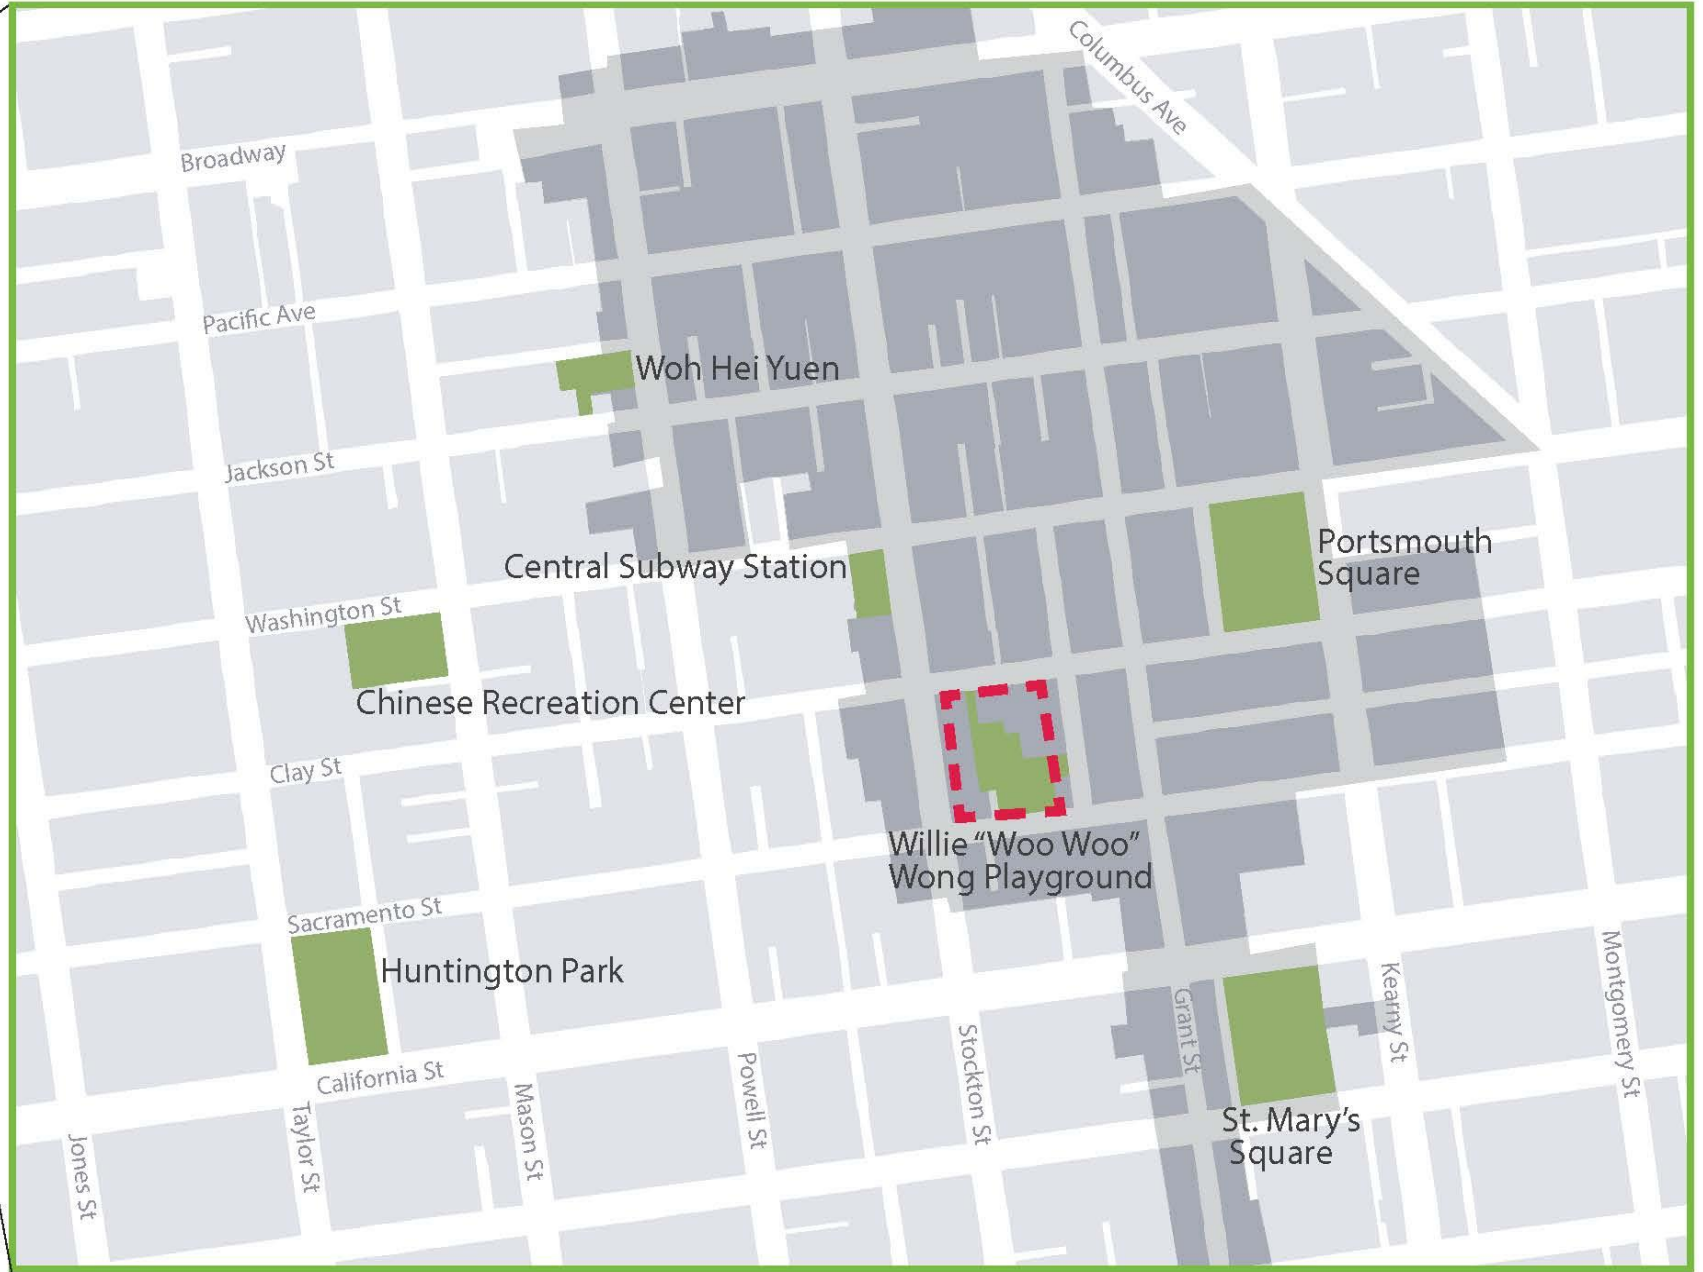 Columbus Ave
Broadway
Pacific Ave
Woh Hei Yuen
Jackson St
Portsmouth
Square
Central Subway Station
Washington St
Chinese Recreation Center
Clay St
Willie “Woo Woo”
Wong Playground
Sacramento St
Huntington Park
California St
Jones St
Taylor St
Mason St
Powell St
Stockton St
Grant St
Kearny St
Montgomery St
St. Mary’s
Square